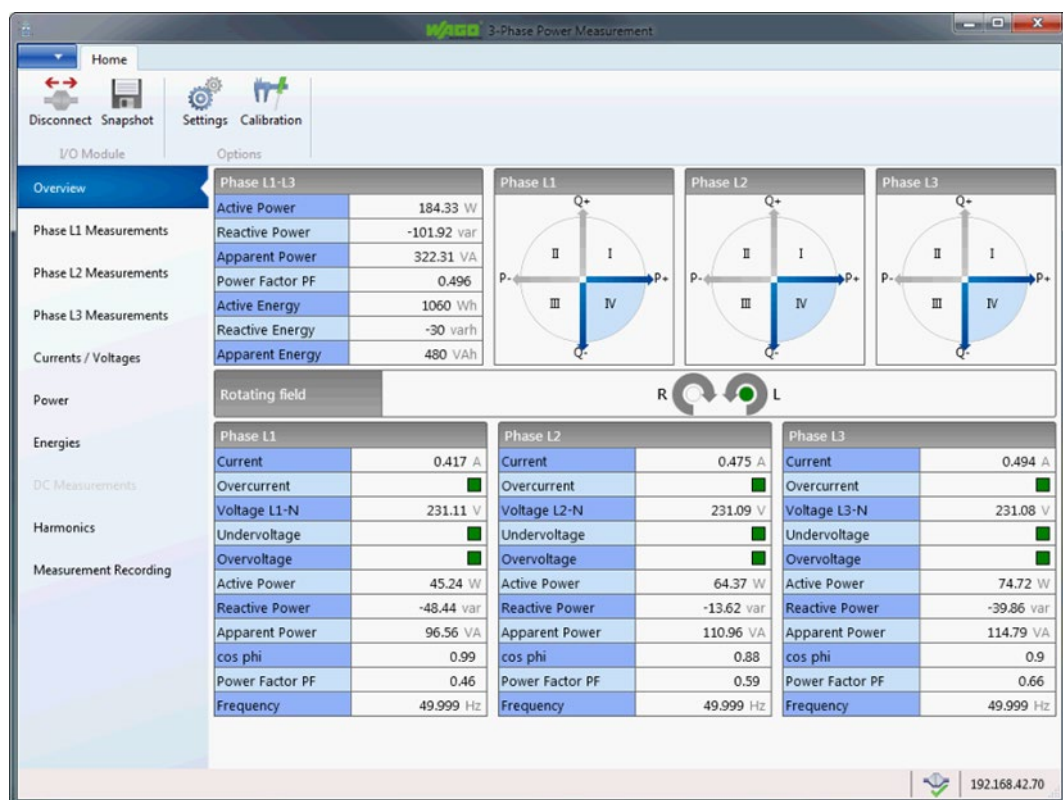 WAGO 3-Phase Power Measurement
Home
Disconnect Snapshot Settings Calibration
I/O Module Options
Overview
Phase L1 Measurements
Phase L2 Measurements
Phase L3 Measurements
Currents / Voltages
Power
Energies
DC Measurements
Harmonics
Measurement Recording
Phase L1-L3
Active Power 184.33 W
Reactive Power -101.92 var
Apparent Power 322.31 VA
Power Factor PF 0.496
Active Energy 1060 Wh
Reactive Energy -30 varh
Apparent Energy 480 VAh
Phase L1
Q+
II I
P- P+
III IV
Q-
Phase L2
Q+
II I
P- P+
III IV
Q-
Phase L3
Q+
II I
P- P+
III IV
Q-
Rotating field R L
Phase L1
Current 0.417 A
Overcurrent
Voltage L1-N 231.11 V
Undervoltage
Overvoltage
Active Power 45.24 W
Reactive Power -48.44 var
Apparent Power 96.56 VA
cos phi 0.99
Power Factor PF 0.46
Frequency 49.999 Hz
Phase L2
Current 0.475 A
Overcurrent
Voltage L2-N 231.09 V
Undervoltage
Overvoltage
Active Power 64.37 W
Reactive Power -13.62 var
Apparent Power 110.96 VA
cos phi 0.88
Power Factor PF 0.59
Frequency 49.999 Hz
Phase L3
Current 0.494 A
Overcurrent
Voltage L3-N 231.08 V
Undervoltage
Overvoltage
Active Power 74.72 W
Reactive Power -39.86 var
Apparent Power 114.79 VA
cos phi 0.9
Power Factor PF 0.66
Frequency 49.999 Hz
192.168.42.70